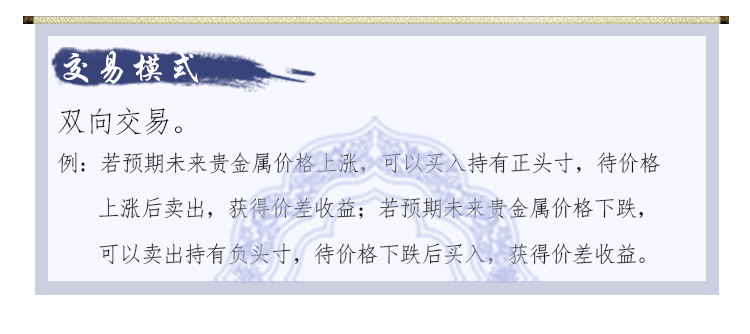 交易模式
双向交易。
例：若预期未来贵金属价格上涨，可以买入持有正头寸，待价格
上涨后卖出，获得价差收益；若预期未来贵金属价格下跌，
可以卖出持有负头寸，待价格下跌后买入，获得价差收益。